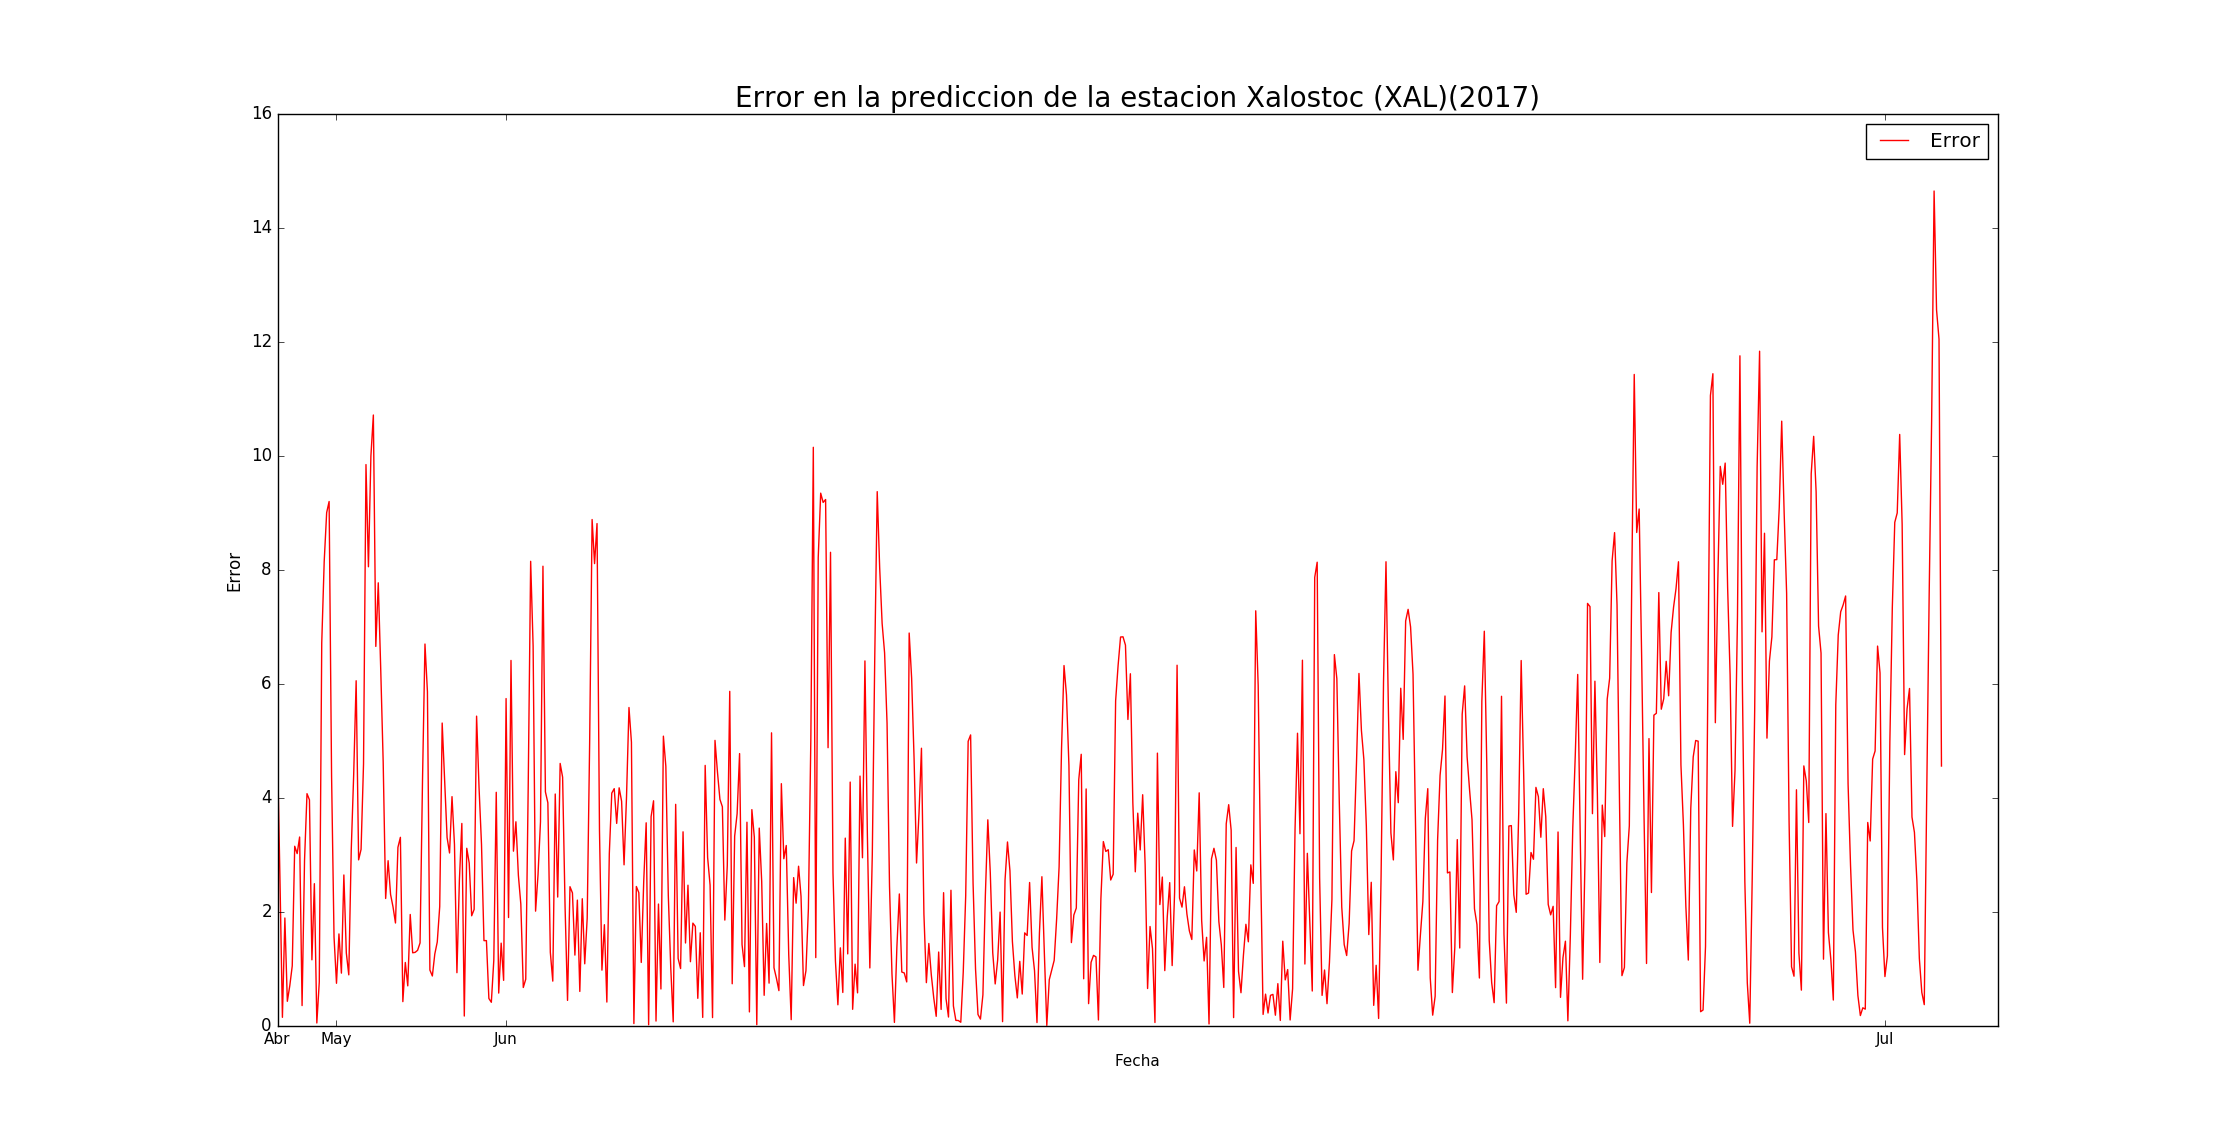 Error en la prediccion de la estacion Xalostoc (XAL)(2017)
Error
16
14
12
10
8
6
4
2
0
Error
Abr May Jun Jul
Fecha